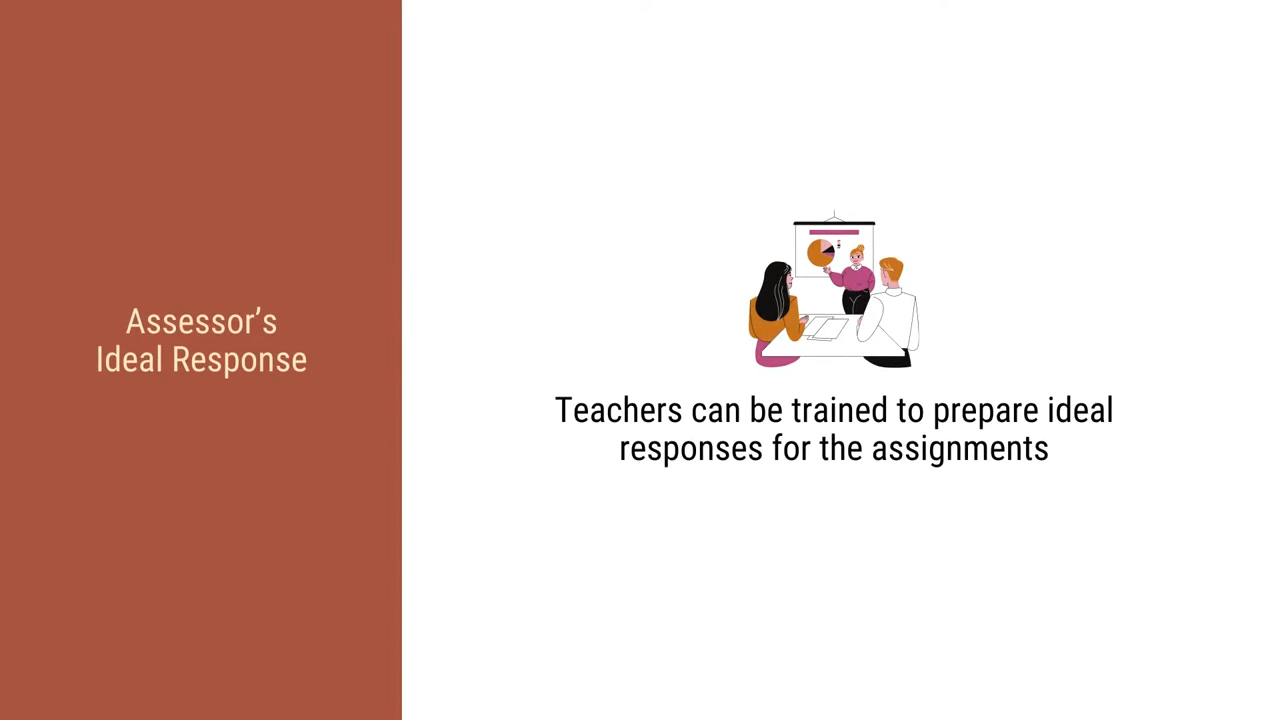 Assessor’s
Ideal Response
Teachers can be trained to prepare ideal
responses for the assignments